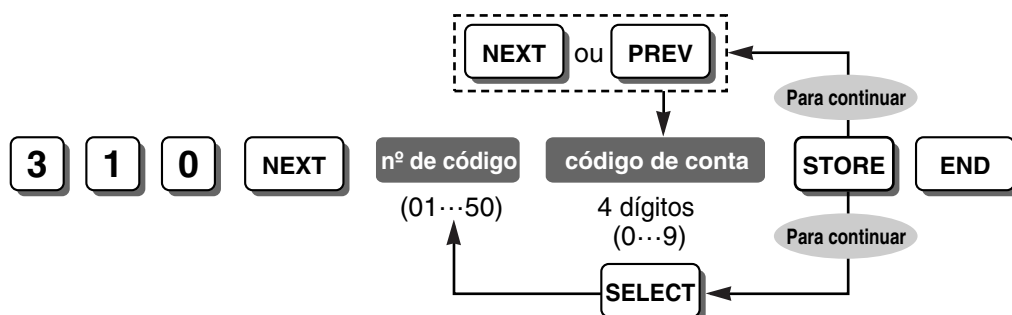 NEXT ou PREV
Para continuar
3 1 0 NEXT nº de código código de conta STORE END
(01···50) 4 dígitos
(0···9)
Para continuar
SELECT